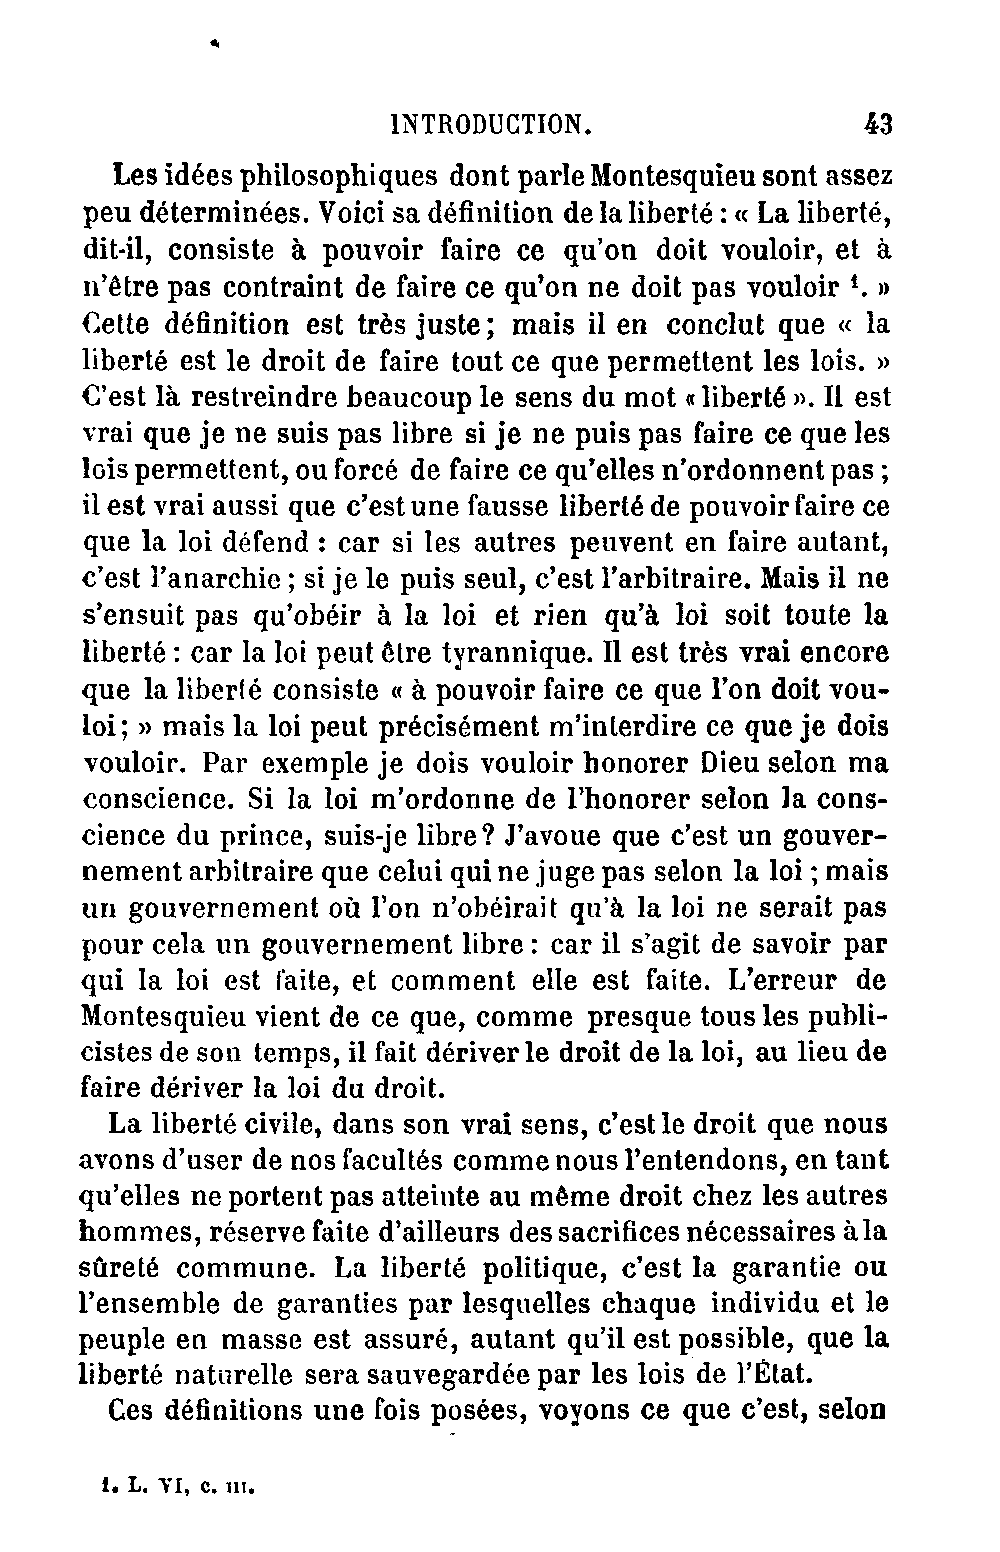 INTRODUCTION. 43
Les idées philosophiques dont parle Montesquieu sont assez
peu déterminées. Voici sa définition de la liberté : « La liberté,
dit-il, consiste à pouvoir faire ce qu'on doit vouloir, et à
n'être pas contraint de faire ce qu'on ne doit pas vouloir ¹. »
Cette définition est très juste ; mais il en conclut que « la
liberté est le droit de faire tout ce que permettent les lois. »
C'est là restreindre beaucoup le sens du mot « liberté ». Il est
vrai que je ne suis pas libre si je ne puis pas faire ce que les
lois permettent, ou forcé de faire ce qu'elles n'ordonnent pas ;
il est vrai aussi que c'est une fausse liberté de pouvoir faire ce
que la loi défend : car si les autres peuvent en faire autant,
c'est l'anarchie ; si je le puis seul, c'est l'arbitraire. Mais il ne
s'ensuit pas qu'obéir à la loi et rien qu'à loi soit toute la
liberté : car la loi peut être tyrannique. Il est très vrai encore
que la liberté consiste « à pouvoir faire ce que l'on doit vou-
loi ; » mais la loi peut précisément m'interdire ce que je dois
vouloir. Par exemple je dois vouloir honorer Dieu selon ma
conscience. Si la loi m'ordonne de l'honorer selon la cons-
cience du prince, suis-je libre? J'avoue que c'est un gouver-
nement arbitraire que celui qui ne juge pas selon la loi ; mais
un gouvernement où l'on n'obéirait qu'à la loi ne serait pas
pour cela un gouvernement libre : car il s'agit de savoir par
qui la loi est faite, et comment elle est faite. L'erreur de
Montesquieu vient de ce que, comme presque tous les publi-
cistes de son temps, il fait dériver le droit de la loi, au lieu de
faire dériver la loi du droit.
La liberté civile, dans son vrai sens, c'est le droit que nous
avons d'user de nos facultés comme nous l'entendons, en tant
qu'elles ne portent pas atteinte au même droit chez les autres
hommes, réserve faite d'ailleurs des sacrifices nécessaires à la
sûreté commune. La liberté politique, c'est la garantie ou
l'ensemble de garanties par lesquelles chaque individu et le
peuple en masse est assuré, autant qu'il est possible, que la
liberté naturelle sera sauvegardée par les lois de l'État.
Ces définitions une fois posées, voyons ce que c'est, selon
1. L. VI, c. III.